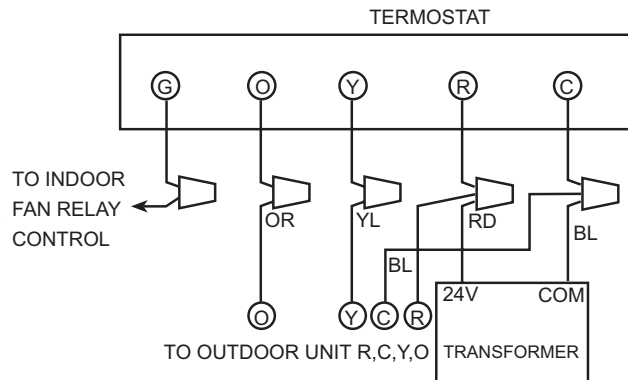 TERMOSTAT
G O Y R C
TO INDOOR
FAN RELAY
CONTROL
OR YL RD BL
BL
24V COM
O Y C R
TO OUTDOOR UNIT R,C,Y,O
TRANSFORMER